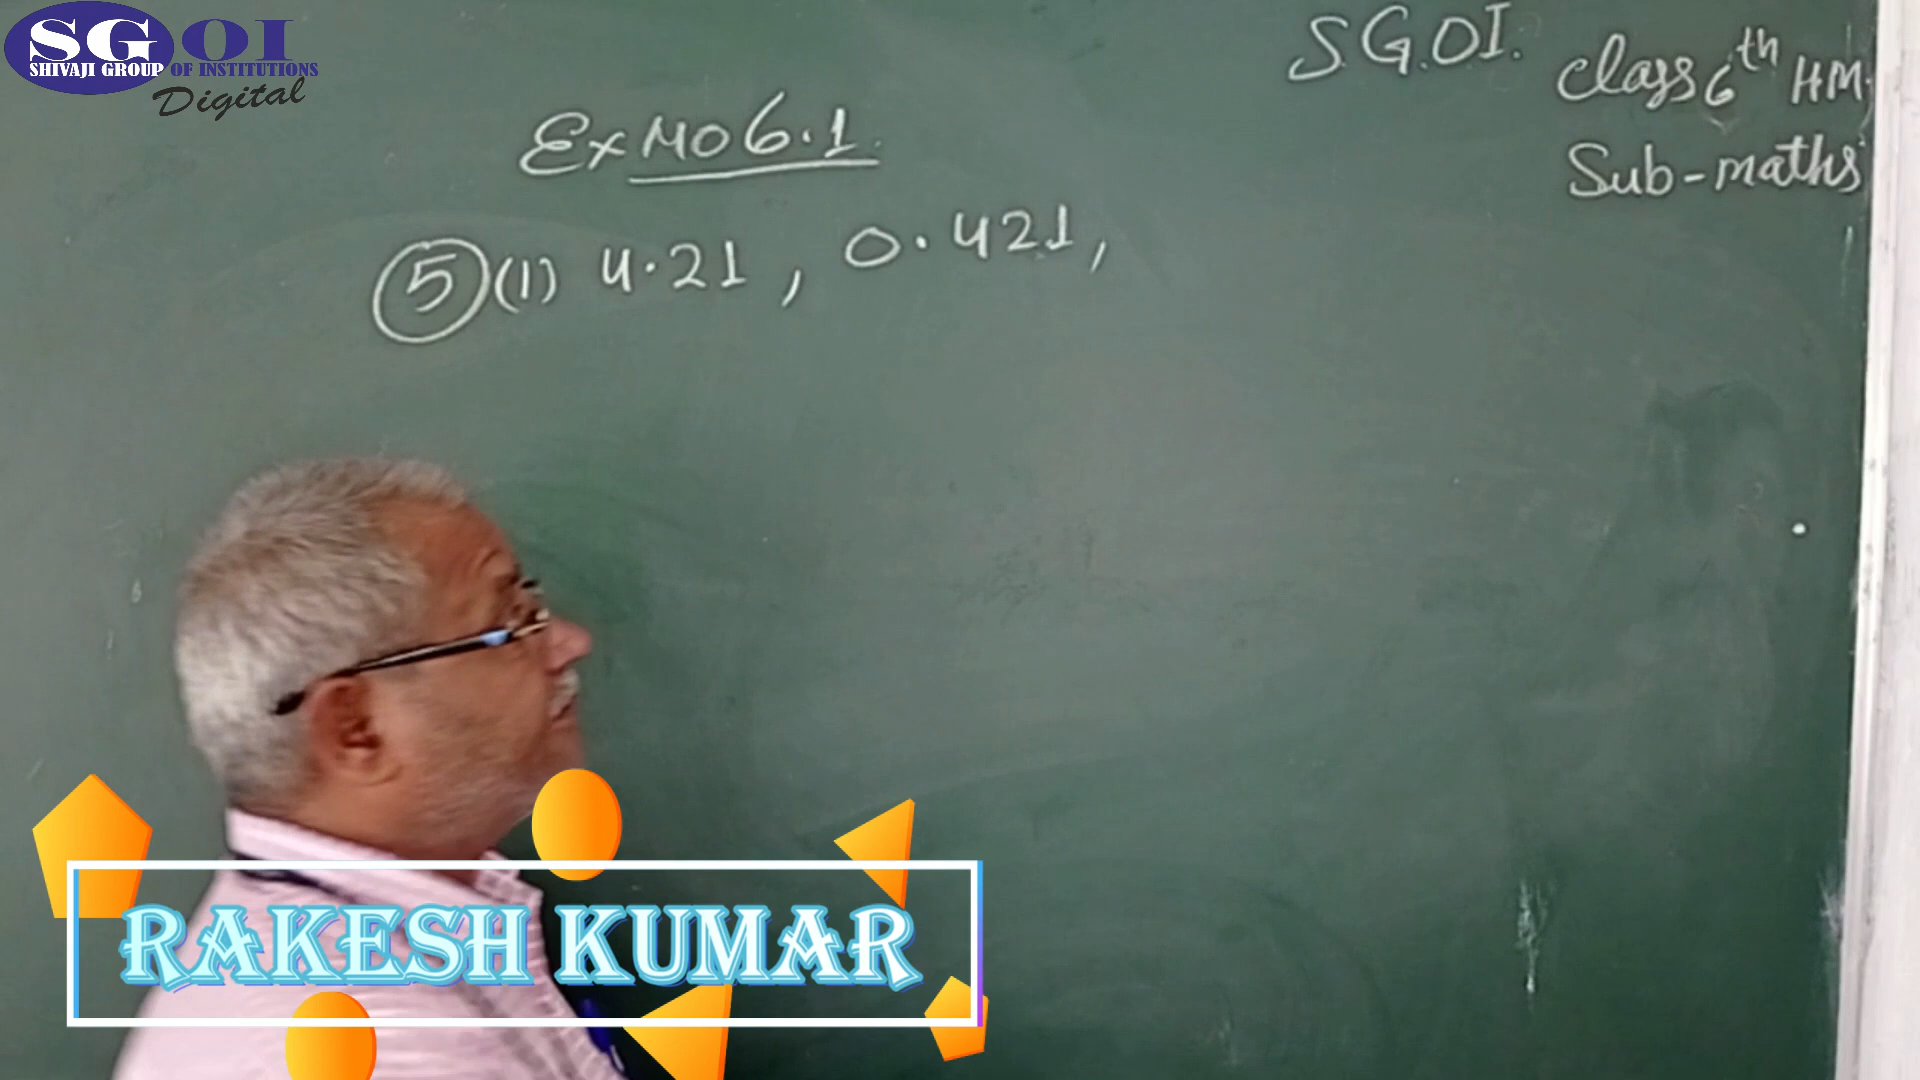 SGOI
SHIVAJI GROUP OF INSTITUTIONS
Digital
S.G.OI.
Class 6th HM.
Sub-maths
Ex NO 6.1.
5 (1) 4.21, 0.421,
RAKESH KUMAR